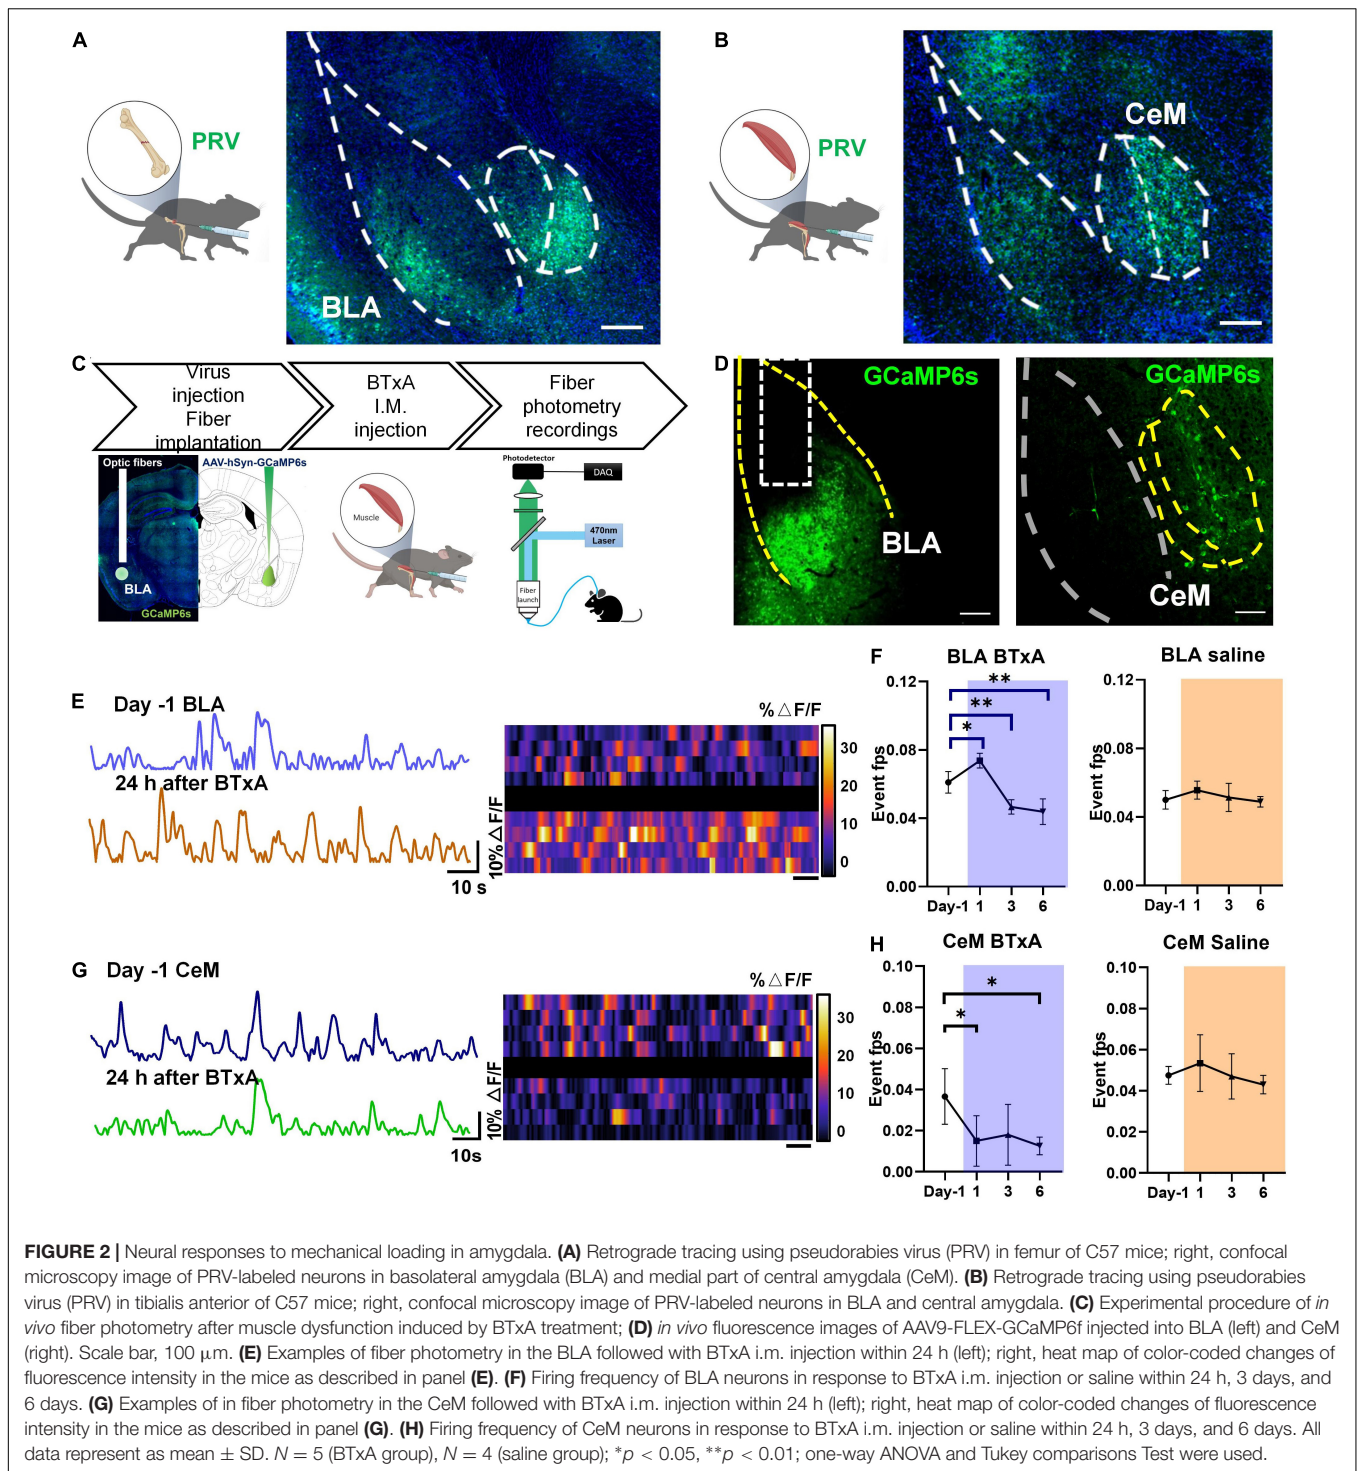 A
PRV
BLA
B
PRV
CeM
C
Virus
injection
Fiber
implantation
BTxA
I.M.
injection
Fiber
photometry
recordings
Optic fibers
AAV-hSyn-GCaMP6s
BLA
GCaMP6s
Muscle
Photodetector
DAQ
470nm
Laser
Fiber
launch
D
GCaMP6s
BLA
GCaMP6s
CeM
E
Day -1 BLA
24 h after BTxA
10% △F/F
10 s
% △F/F
30
20
10
0
F
BLA BTxA
Event fps
0.12
0.08
0.04
0.00
**
**
*
Day-1 1 3 6
BLA saline
Event fps
0.12
0.08
0.04
0.00
Day-1 1 3 6
G
Day -1 CeM
24 h after BTxA
10% △F/F
10s
% △F/F
30
20
10
0
H
CeM BTxA
Event fps
0.10
0.08
0.06
0.04
0.02
0.00
*
*
Day-1 1 3 6
CeM Saline
Event fps
0.10
0.08
0.06
0.04
0.02
0.00
Day-1 1 3 6
FIGURE 2 | Neural responses to mechanical loading in amygdala. (A) Retrograde tracing using pseudorabies virus (PRV) in femur of C57 mice; right, confocal
microscopy image of PRV-labeled neurons in basolateral amygdala (BLA) and medial part of central amygdala (CeM). (B) Retrograde tracing using pseudorabies
virus (PRV) in tibialis anterior of C57 mice; right, confocal microscopy image of PRV-labeled neurons in BLA and central amygdala. (C) Experimental procedure of in
vivo fiber photometry after muscle dysfunction induced by BTxA treatment; (D) in vivo fluorescence images of AAV9-FLEX-GCaMP6f injected into BLA (left) and CeM
(right). Scale bar, 100 μm. (E) Examples of fiber photometry in the BLA followed with BTxA i.m. injection within 24 h (left); right, heat map of color-coded changes of
fluorescence intensity in the mice as described in panel (E). (F) Firing frequency of BLA neurons in response to BTxA i.m. injection or saline within 24 h, 3 days, and
6 days. (G) Examples of in fiber photometry in the CeM followed with BTxA i.m. injection within 24 h (left); right, heat map of color-coded changes of fluorescence
intensity in the mice as described in panel (G). (H) Firing frequency of CeM neurons in response to BTxA i.m. injection or saline within 24 h, 3 days, and 6 days. All
data represent as mean ± SD. N = 5 (BTxA group), N = 4 (saline group); *p < 0.05, **p < 0.01; one-way ANOVA and Tukey comparisons Test were used.